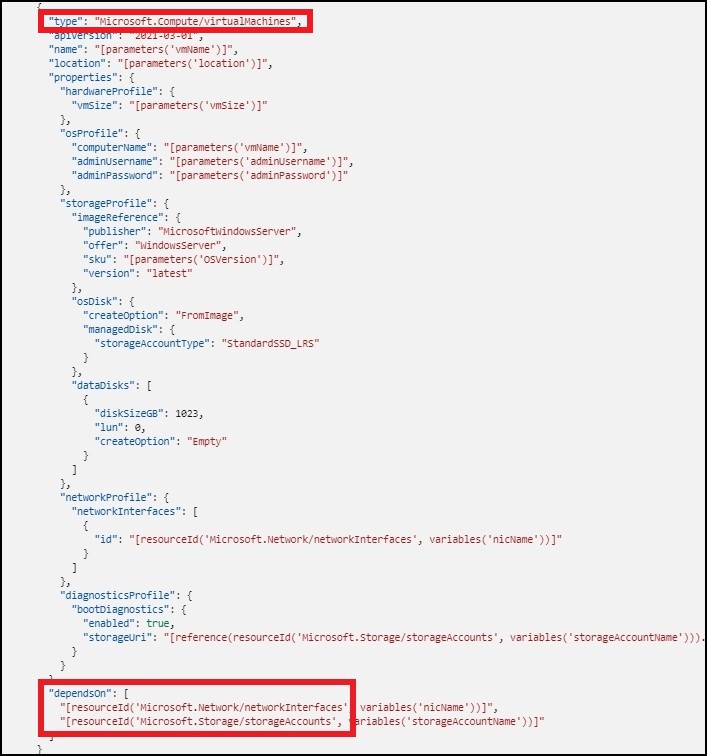 {
"type": "Microsoft.Compute/virtualMachines",
"apiVersion": "2021-03-01",
"name": "[parameters('vmName')]",
"location": "[parameters('location')]",
"properties": {
"hardwareProfile": {
"vmSize": "[parameters('vmSize')]"
},
"osProfile": {
"computerName": "[parameters('vmName')]",
"adminUsername": "[parameters('adminUsername')]",
"adminPassword": "[parameters('adminPassword')]"
},
"storageProfile": {
"imageReference": {
"publisher": "MicrosoftWindowsServer",
"offer": "WindowsServer",
"sku": "[parameters('OSVersion')]",
"version": "latest"
},
"osDisk": {
"createOption": "FromImage",
"managedDisk": {
"storageAccountType": "StandardSSD_LRS"
}
},
"dataDisks": [
{
"diskSizeGB": 1023,
"lun": 0,
"createOption": "Empty"
}
]
},
"networkProfile": {
"networkInterfaces": [
{
"id": "[resourceId('Microsoft.Network/networkInterfaces', variables('nicName'))]"
}
]
},
"diagnosticsProfile": {
"bootDiagnostics": {
"enabled": true,
"storageUri": "[reference(resourceId('Microsoft.Storage/storageAccounts', variables('storageAccountName'))).
}
}
}
"dependsOn": [
"[resourceId('Microsoft.Network/networkInterfaces', variables('nicName'))]",
"[resourceId('Microsoft.Storage/storageAccounts', variables('storageAccountName'))]"
]
}